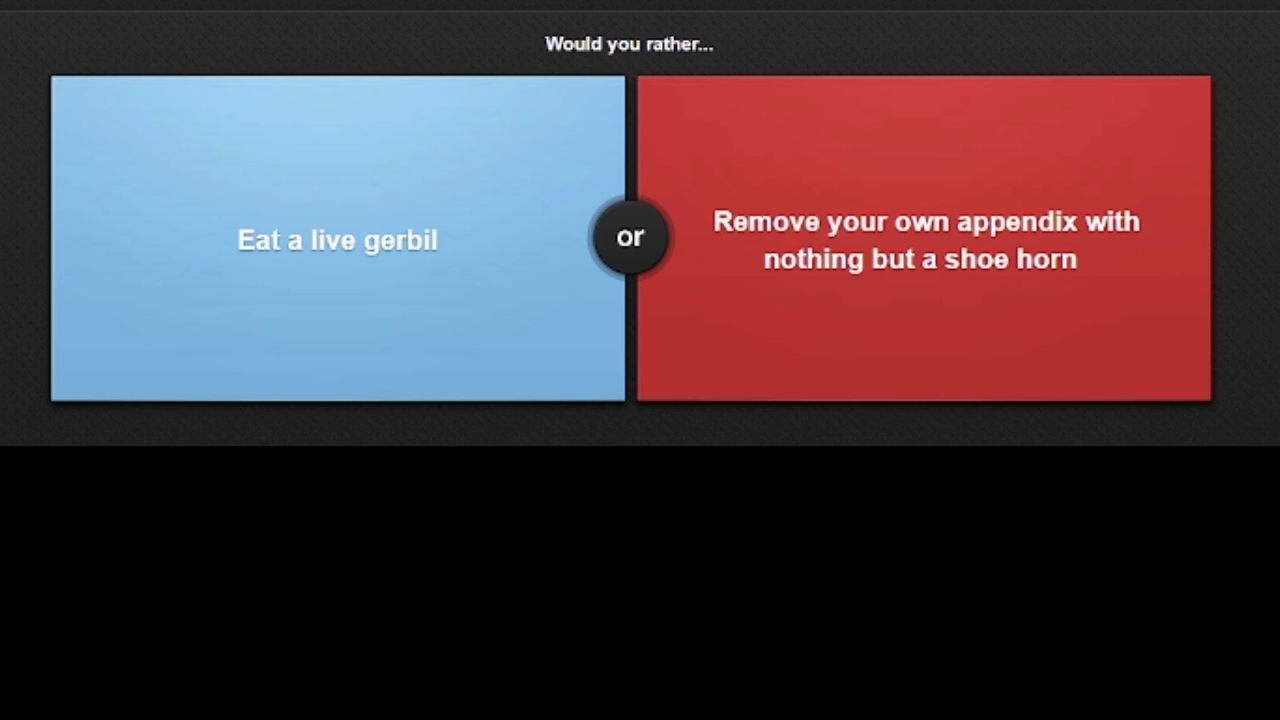 Would you rather...
Eat a live gerbil
or
Remove your own appendix with
nothing but a shoe horn